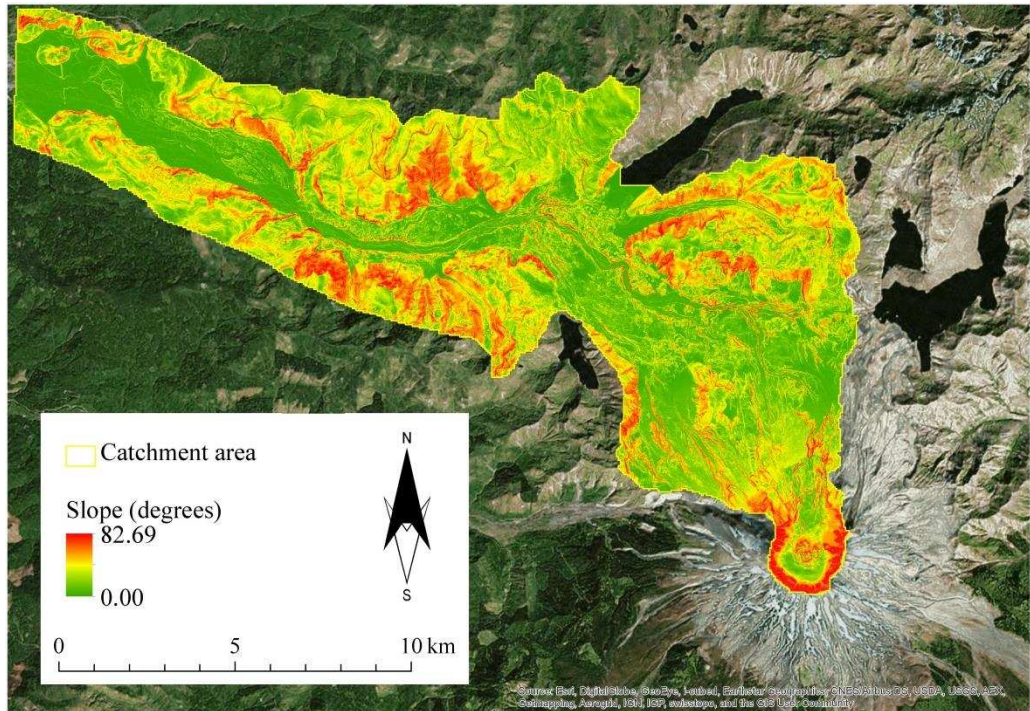 Catchment area
N
Slope (degrees)
82.69
0.00
S
0 5 10 km
Source: Esri, DigitalGlobe, GeoEye, i-cubed, Earthstar Geographics, CNES/Airbus DS, USDA, USGS, AEX,
Getmapping, Aerogrid, IGN, IGP, swisstopo, and the GIS User Community